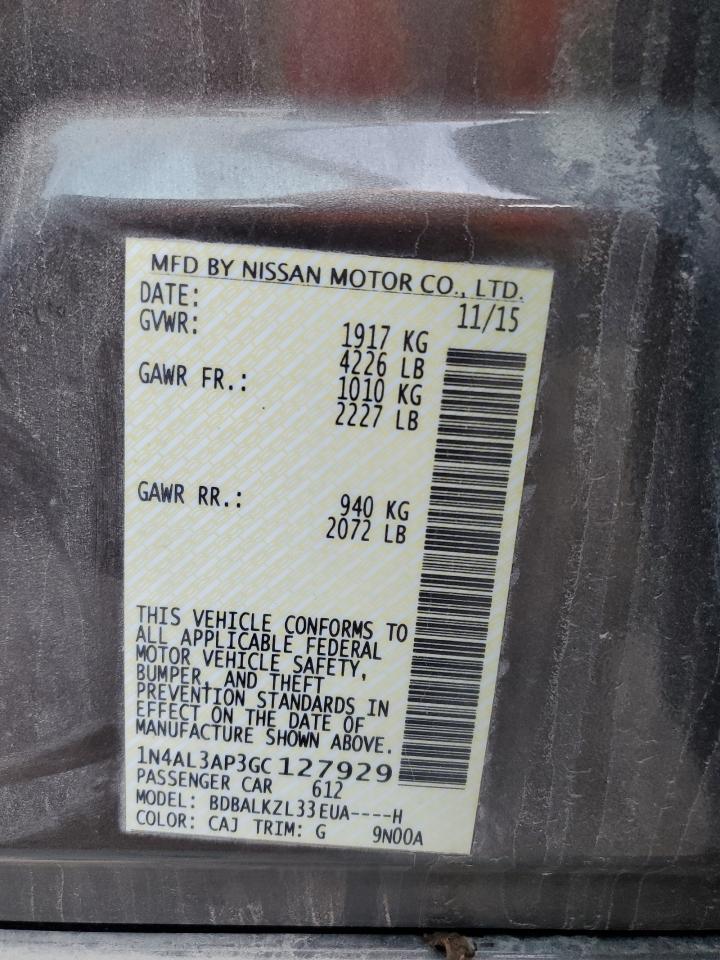 MFD BY NISSAN MOTOR CO., LTD.
DATE: 11/15
GVWR: 1917 KG
4226 LB
GAWR FR.: 1010 KG
2227 LB
GAWR RR.: 940 KG
2072 LB
THIS VEHICLE CONFORMS TO
ALL APPLICABLE FEDERAL
MOTOR VEHICLE SAFETY,
BUMPER, AND THEFT
PREVENTION STANDARDS IN
EFFECT ON THE DATE OF
MANUFACTURE SHOWN ABOVE.
1N4AL3AP3GC127929
PASSENGER CAR 612
MODEL: BDBALKZL33EUA----H
COLOR: CAJ TRIM: G 9N00A